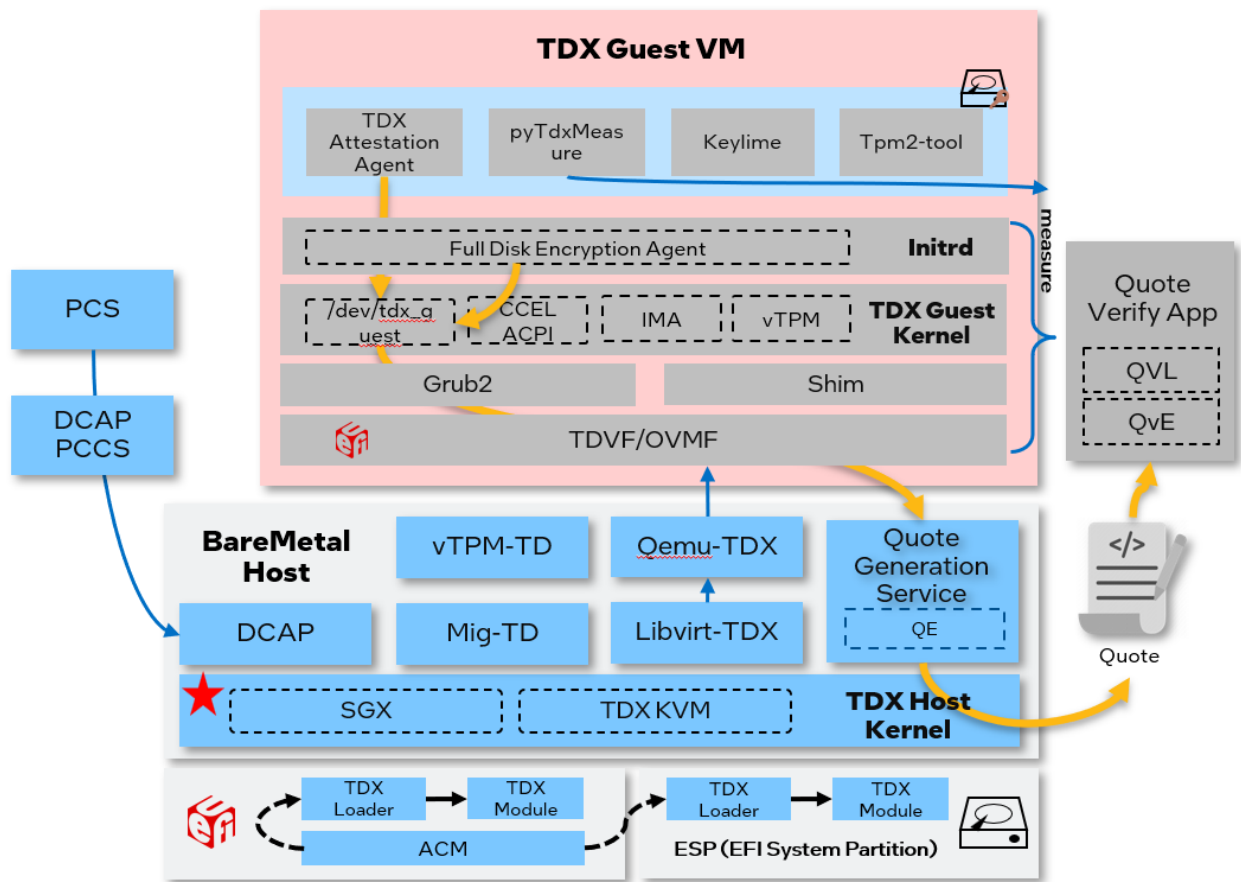 TDX Guest VM
TDX
Attestation
Agent
pyTdxMeas
ure
Keylime
Tpm2-tool
measure
Full Disk Encryption Agent
Initrd
/dev/tdx_g
uest
CCEL
ACPI
IMA
vTPM
TDX Guest
Kernel
Grub2
Shim
UEFI
TDVF/OVMF
PCS
DCAP
PCCS
Quote
Verify App
QVL
QvE
BareMetal
Host
vTPM-TD
Qemu-TDX
Quote
Generation
Service
QE
DCAP
Mig-TD
Libvirt-TDX
</>
Quote
SGX
TDX KVM
TDX Host
Kernel
UEFI
TDX
Loader
TDX
Module
ACM
TDX
Loader
TDX
Module
ESP (EFI System Partition)